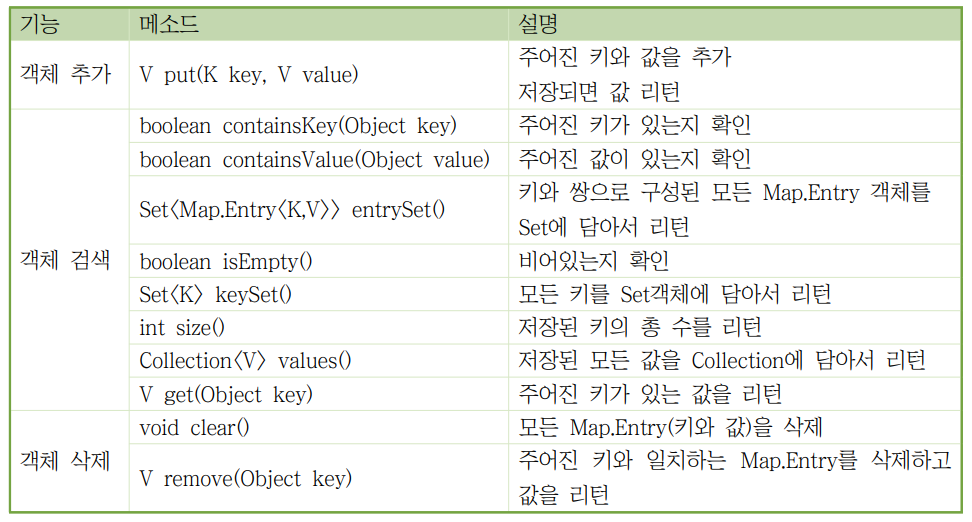 기능 메소드 설명
객체 추가 V put(K key, V value) 주어진 키와 값을 추가
저장되면 값 리턴
객체 검색 boolean containsKey(Object key) 주어진 키가 있는지 확인
boolean containsValue(Object value) 주어진 값이 있는지 확인
Set〈Map.Entry〈K,V〉〉 entrySet() 키와 쌍으로 구성된 모든 Map.Entry 객체를
Set에 담아서 리턴
boolean isEmpty() 비어있는지 확인
Set〈K〉 keySet() 모든 키를 Set객체에 담아서 리턴
int size() 저장된 키의 총 수를 리턴
Collection〈V〉 values() 저장된 모든 값을 Collection에 담아서 리턴
V get(Object key) 주어진 키가 있는 값을 리턴
객체 삭제 void clear() 모든 Map.Entry(키와 값)을 삭제
V remove(Object key) 주어진 키와 일치하는 Map.Entry를 삭제하고
값을 리턴